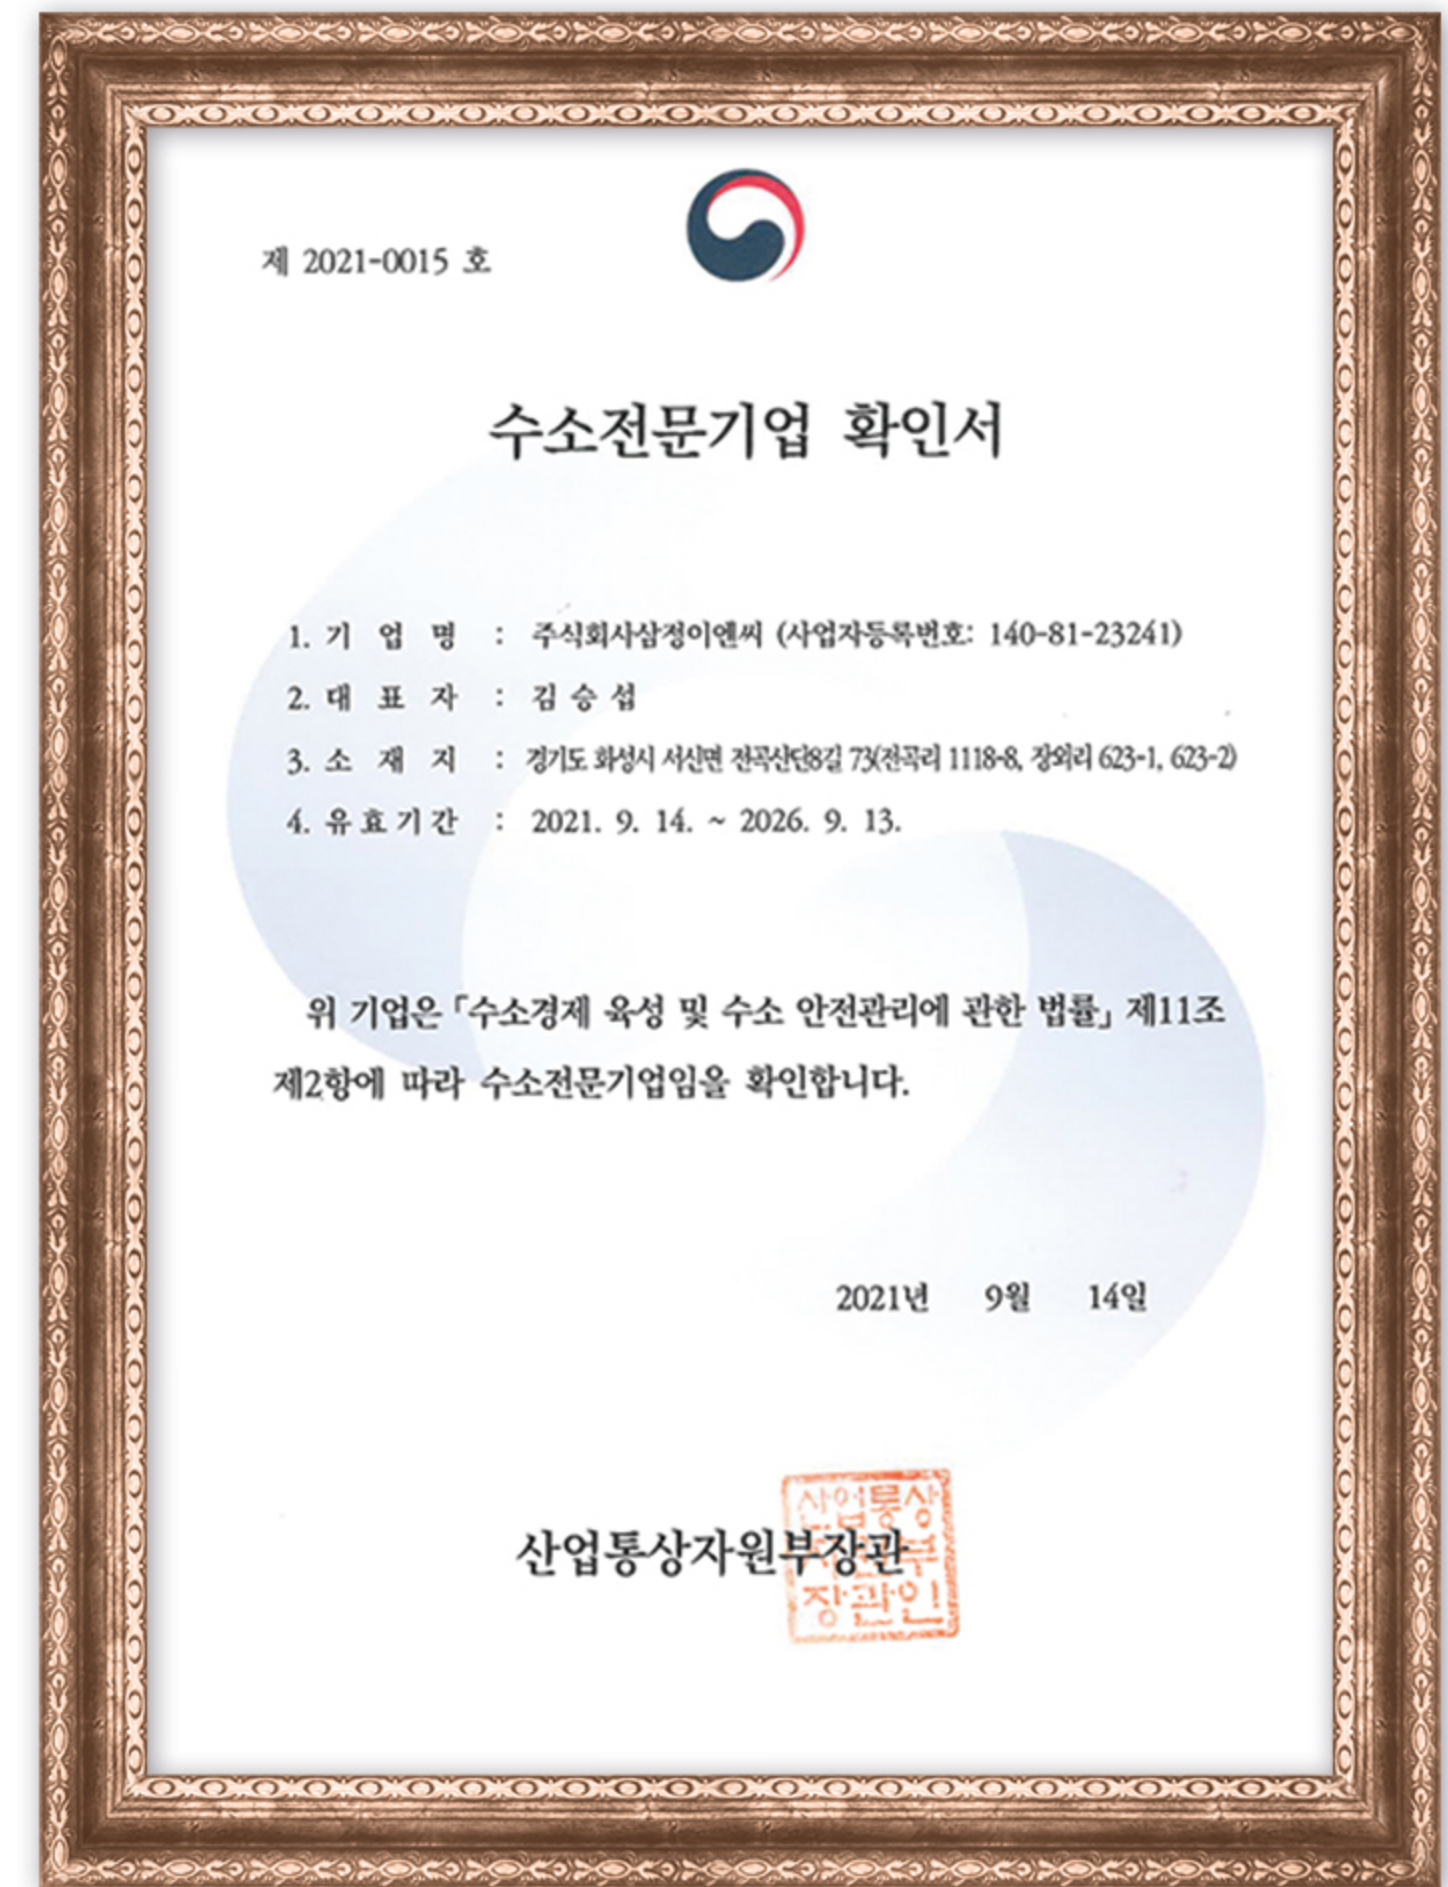 제 2021-0015 호
수소전문기업 확인서
1. 기 업 명 : 주식회사삼정이엔씨 (사업자등록번호: 140-81-23241)
2. 대 표 자 : 김 승 섭
3. 소 재 지 : 경기도 화성시 서신면 전곡산단8길 73(전곡리 1118-8, 장외리 623-1, 623-2)
4. 유효기간 : 2021. 9. 14. ~ 2026. 9. 13.
위 기업은 「수소경제 육성 및 수소 안전관리에 관한 법률」 제11조
제2항에 따라 수소전문기업임을 확인합니다.
2021년 9월 14일
산업통상자원부장관
산업통상
자원부
장관인